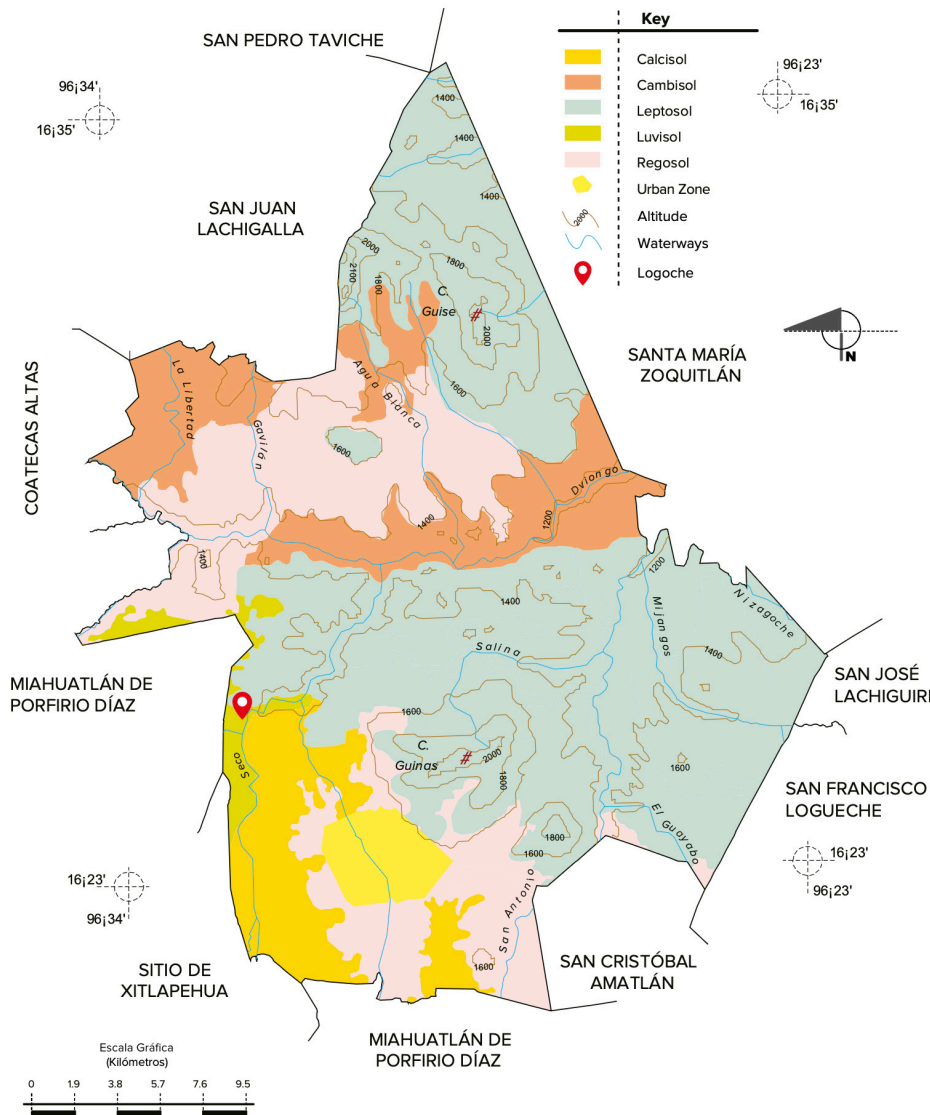 Key
Calcisol
Cambisol
Leptosol
Luvisol
Regosol
Urban Zone
2000
Altitude
Waterways
Logoche
SAN PEDRO TAVICHE
96¡34'
16¡35'
96¡23'
16¡35'
1400
1400
1400
SAN JUAN
LACHIGALLA
2000
2100
1800
1800
C.
Guise
#
2000
N
SANTA MARÍA
ZOQUITLÁN
1600
COATECAS ALTAS
La Libertad
Gavilán
Agua Blanca
1600
Dviongo
1400
1200
1400
1200
1400
Nizagoche
Mijangos
Salina
1400
MIAHUATLÁN DE
PORFIRIO DÍAZ
SAN JOSÉ
LACHIGUIRI
1600
C.
Guinas
#
2000
1800
1600
Seco
SAN FRANCISCO
LOGUECHE
El Guayabo
1800
1600
16¡23'
96¡34'
16¡23'
96¡23'
San Antonio
1600
SITIO DE
XITLAPEHUA
SAN CRISTÓBAL
AMATLÁN
MIAHUATLÁN DE
PORFIRIO DÍAZ
Escala Gráfica
(Kilómetros)
0 1.9 3.8 5.7 7.6 9.5